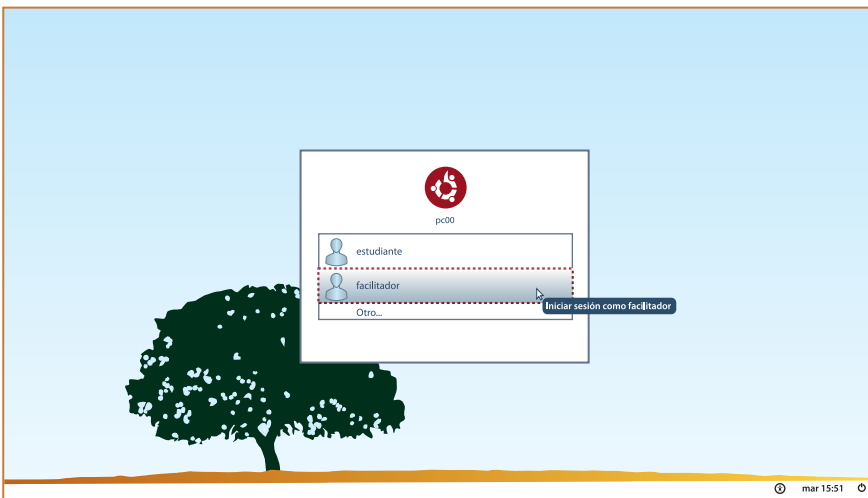 pc00
estudiante
facilitador
Iniciar sesión como facilitador
Otro...
mar 15:51